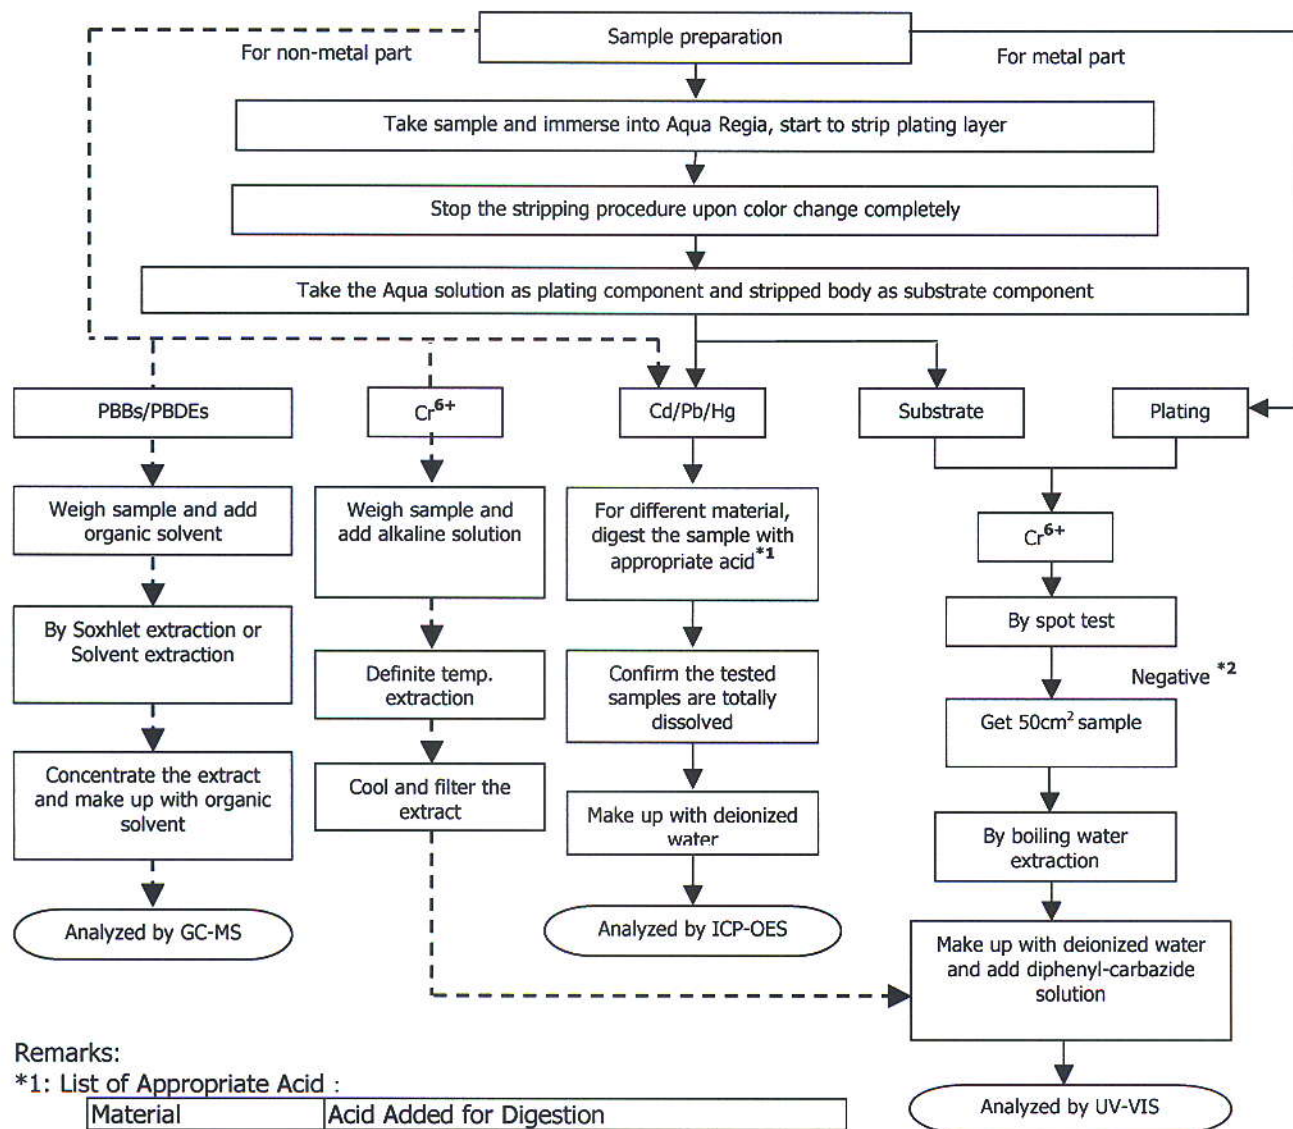 Sample preparation
For non-metal part
For metal part
Take sample and immerse into Aqua Regia, start to strip plating layer
Stop the stripping procedure upon color change completely
Take the Aqua solution as plating component and stripped body as substrate component
PBBs/PBDEs
Cr6+
Cd/Pb/Hg
Substrate
Plating
Weigh sample and add
organic solvent
By Soxhlet extraction or
Solvent extraction
Concentrate the extract
and make up with organic
solvent
Analyzed by GC-MS
Weigh sample and
add alkaline solution
Definite temp.
extraction
Cool and filter the
extract
For different material,
digest the sample with
appropriate acid*1
Confirm the tested
samples are totally
dissolved
Make up with deionized
water
Analyzed by ICP-OES
Cr6+
By spot test
Negative *2
Get 50cm2 sample
By boiling water
extraction
Make up with deionized water
and add diphenyl-carbazide
solution
Analyzed by UV-VIS
Remarks:
*1: List of Appropriate Acid :
Material
Acid Added for Digestion